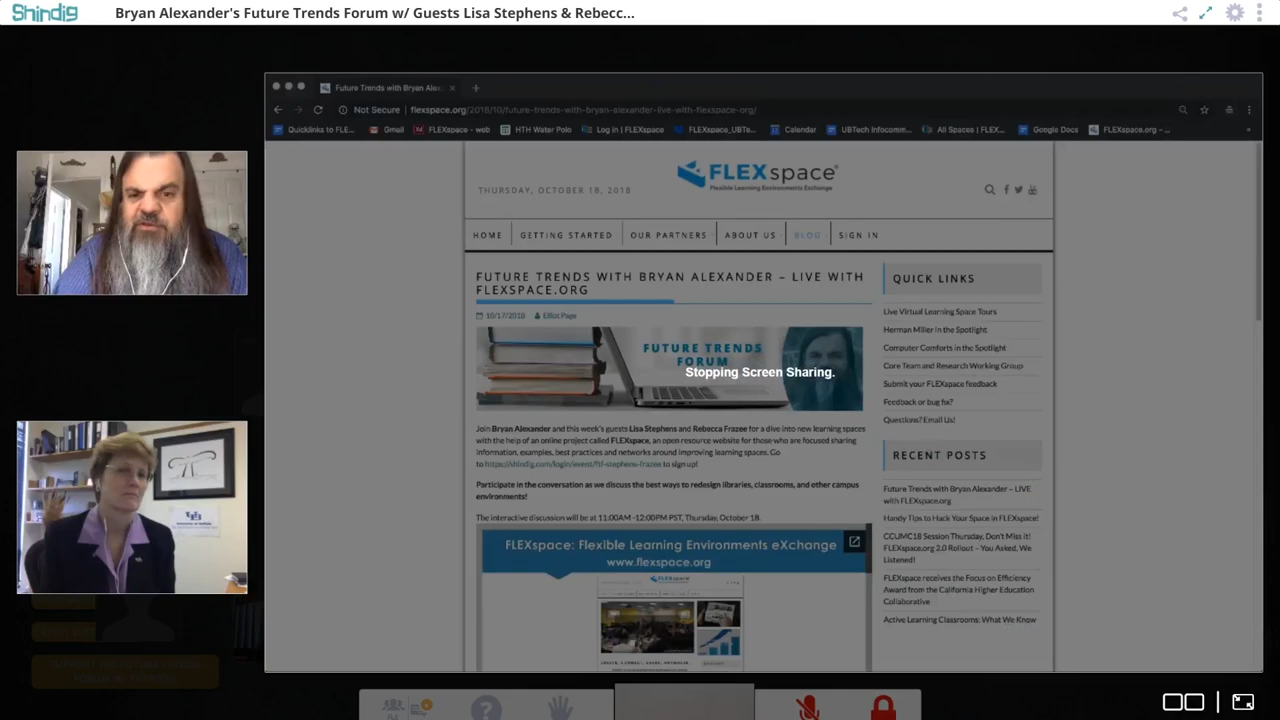 Shindig
Bryan Alexander's Future Trends Forum w/ Guests Lisa Stephens & Rebecc...
Future Trends with Bryan Alex
Not Secure | flexspace.org/2018/10/future-trends-with-bryan-alexander-live-with-flexspace-org/
Quicklinks to FLE... Gmail FLEXspace - web HTH Water Polo Log in | FLEXspace FLEXspace_UBTe... Calendar UBTech Infocomm... All Spaces | FLEX... Google Docs FLEXspace.org - ...
THURSDAY, OCTOBER 18, 2018
FLEXspace
Flexible Learning Environments Exchange
HOME GETTING STARTED OUR PARTNERS ABOUT US BLOG SIGN IN
FUTURE TRENDS WITH BRYAN ALEXANDER – LIVE WITH
FLEXSPACE.ORG
10/17/2018 Elliot Page
FUTURE TRENDS
FORUM
Stopping Screen Sharing.
Join Bryan Alexander and this week's guests Lisa Stephens and Rebecca Frazee for a dive into new learning spaces
with the help of an online project called FLEXspace, an open resource website for those who are focused sharing
information, examples, best practices and networks around improving learning spaces. Go
to https://shindig.com/login/event/ftf-stephens-frazee to sign up!
Participate in the conversation as we discuss the best ways to redesign libraries, classrooms, and other campus
environments!
The interactive discussion will be at 11:00AM -12:00PM PST, Thursday, October 18.
FLEXspace: Flexible Learning Environments eXchange
www.flexspace.org
FLEXspace
QUICK LINKS
Live Virtual Learning Space Tours
Herman Miller in the Spotlight
Computer Comforts in the Spotlight
Core Team and Research Working Group
Submit your FLEXspace feedback
Feedback or bug fix?
Questions? Email Us!
RECENT POSTS
Future Trends with Bryan Alexander – LIVE
with FLEXspace.org
Handy Tips to Hack Your Space in FLEXspace!
CCUMC18 Session Thursday, Don't Miss it!
FLEXspace.org 2.0 Rollout – You Asked, We
Listened!
FLEXspace receives the Focus on Efficiency
Award from the California Higher Education
Collaborative
Active Learning Classrooms: What We Know